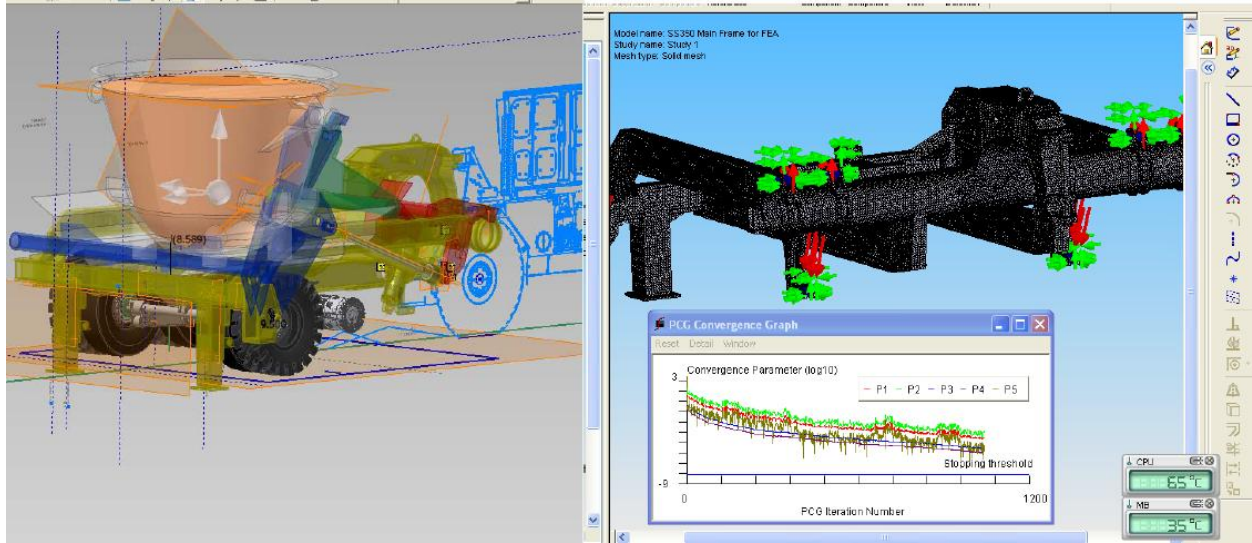 (8.589)
Model name: SS350 Main Frame for FEA
Study name: Study 1
Mesh type: Solid mesh
PCG Convergence Graph
Reset Detail Window
Convergence Parameter (log10)
3
P1 P2 P3 P4 P5
Stopping threshold
-9
0
1200
PCG Iteration Number
CPU
65°C
MB
35°C